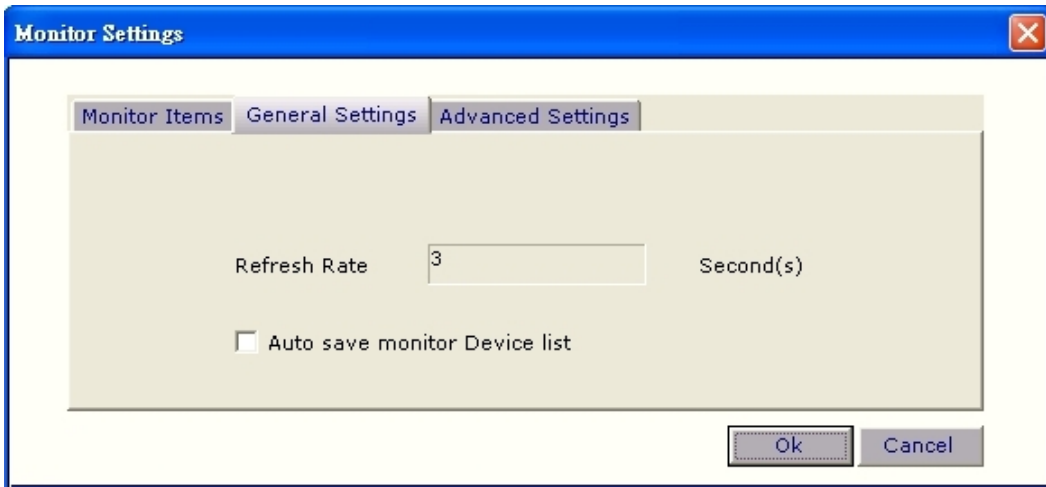 Monitor Settings
Monitor Items General Settings Advanced Settings
Refresh Rate 3 Second(s)
Auto save monitor Device list
Ok Cancel